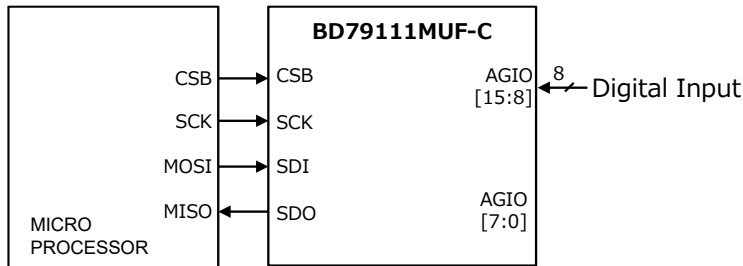 BD79111MUF-C
CSB
CSB
AGIO
[15:8]
8
Digital Input
SCK
SCK
MOSI
SDI
MISO
SDO
AGIO
[7:0]
MICRO
PROCESSOR